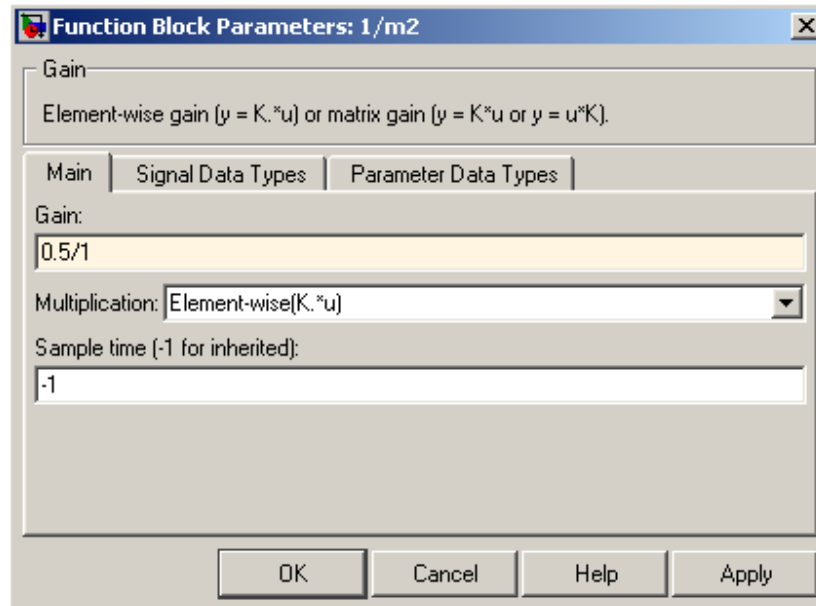 Function Block Parameters: 1/m2
Gain
Element-wise gain (y = K.*u) or matrix gain (y = K*u or y = u*K).
Main Signal Data Types Parameter Data Types
Gain:
0.5/1
Multiplication: Element-wise(K.*u)
Sample time (-1 for inherited):
-1
OK Cancel Help Apply